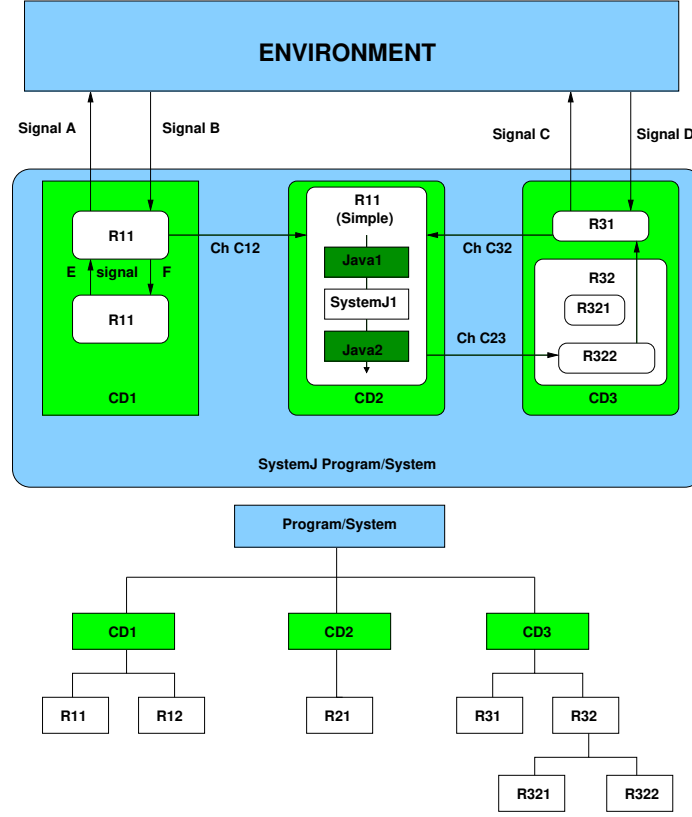 ENVIRONMENT
Signal A
Signal B
Signal C
Signal D
R11
R11
(Simple)
R31
Ch C12
Ch C32
E signal F
Java1
R32
SystemJ1
R321
R11
Java2
Ch C23
R322
CD1
CD2
CD3
SystemJ Program/System
Program/System
CD1
CD2
CD3
R11
R12
R21
R31
R32
R321
R322